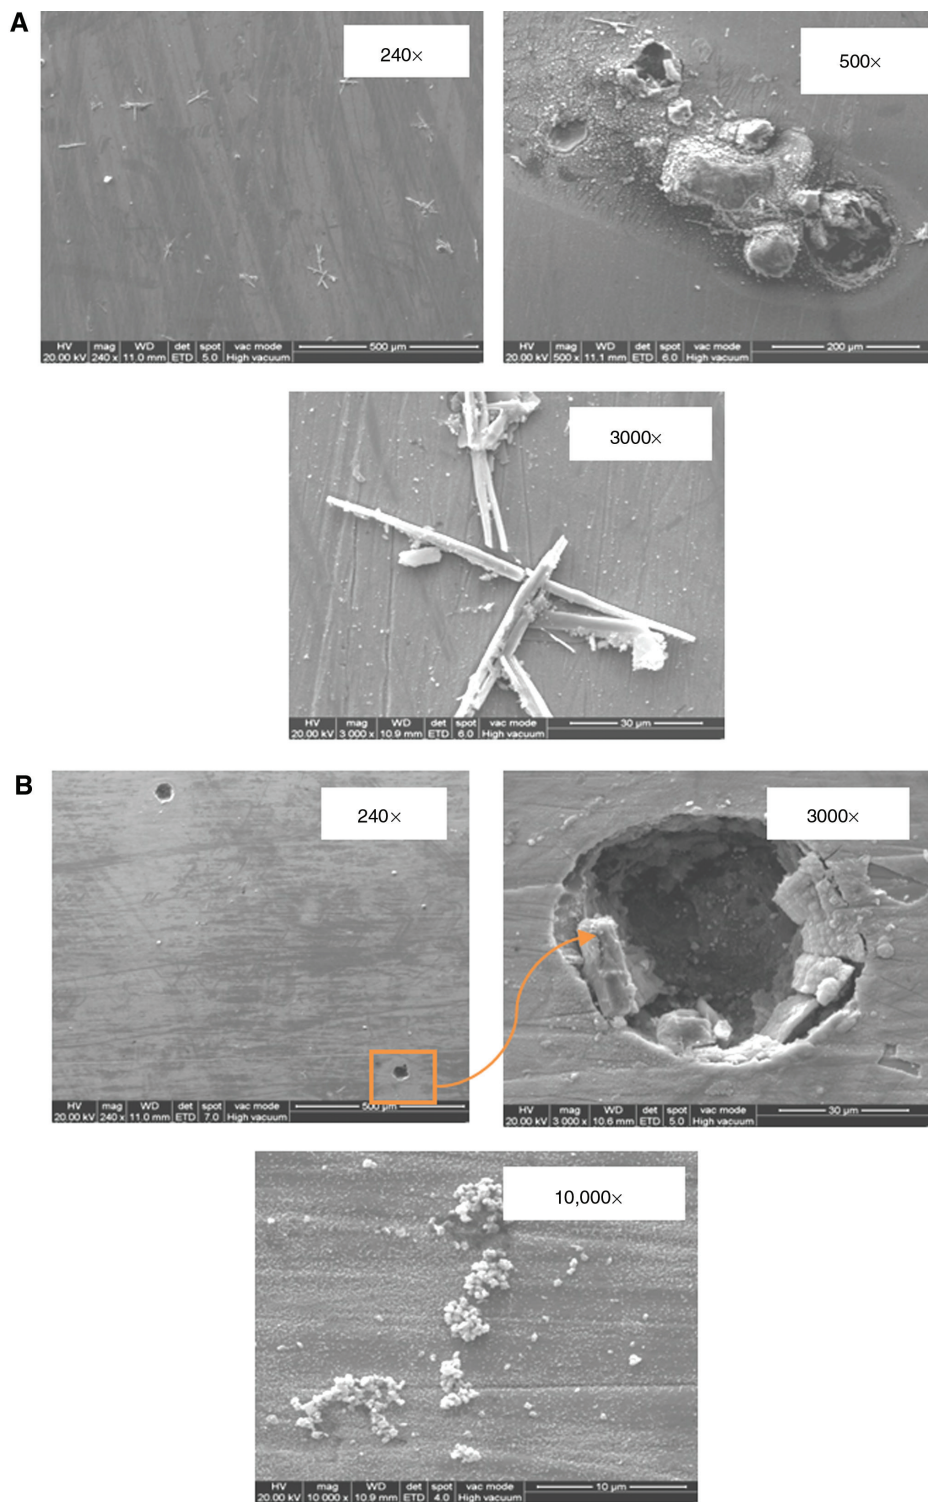 A
240×
500×
HV mag WD det spot vac mode
20.00 kV 240 x 11.0 mm ETD 5.0 High vacuum
500 µm
HV mag WD det spot vac mode
20.00 kV 500 x 11.1 mm ETD 6.0 High vacuum
200 µm
3000×
HV mag WD det spot vac mode
20.00 kV 3 000 x 10.9 mm ETD 6.0 High vacuum
30 µm
B
240×
3000×
HV mag WD det spot vac mode
20.00 kV 240 x 11.0 mm ETD 7.0 High vacuum
500 µm
HV mag WD det spot vac mode
20.00 kV 3 000 x 10.6 mm ETD 5.0 High vacuum
30 µm
10,000×
HV mag WD det spot vac mode
20.00 kV 10 000 x 10.9 mm ETD 4.0 High vacuum
10 µm